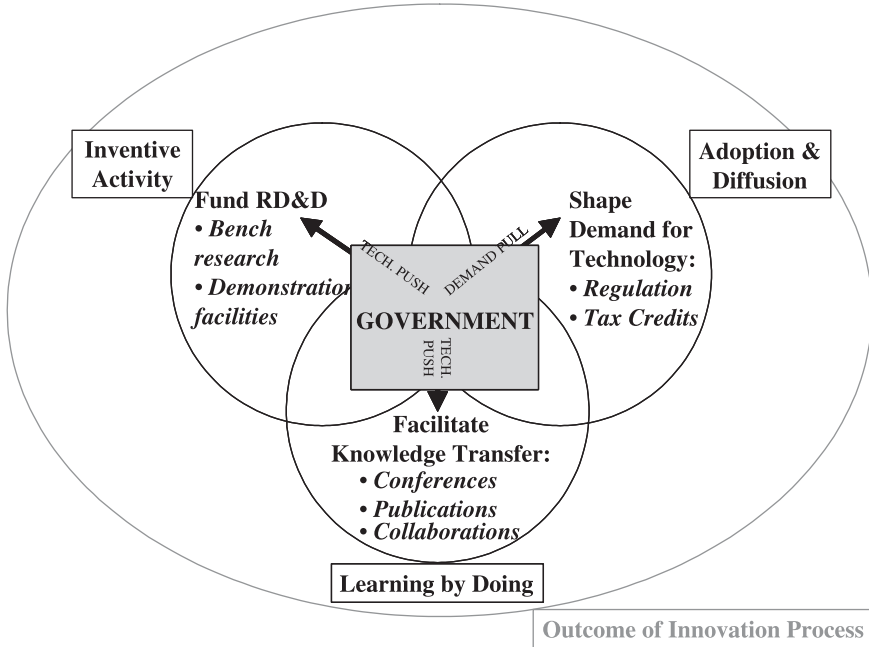 Inventive
Activity
Adoption &
Diffusion
Fund RD&D
• Bench
research
• Demonstration
facilities
Shape
Demand for
Technology:
• Regulation
• Tax Credits
TECH. PUSH
DEMAND PULL
GOVERNMENT
TECH.
PUSH
Facilitate
Knowledge Transfer:
• Conferences
• Publications
• Collaborations
Learning by Doing
Outcome of Innovation Process